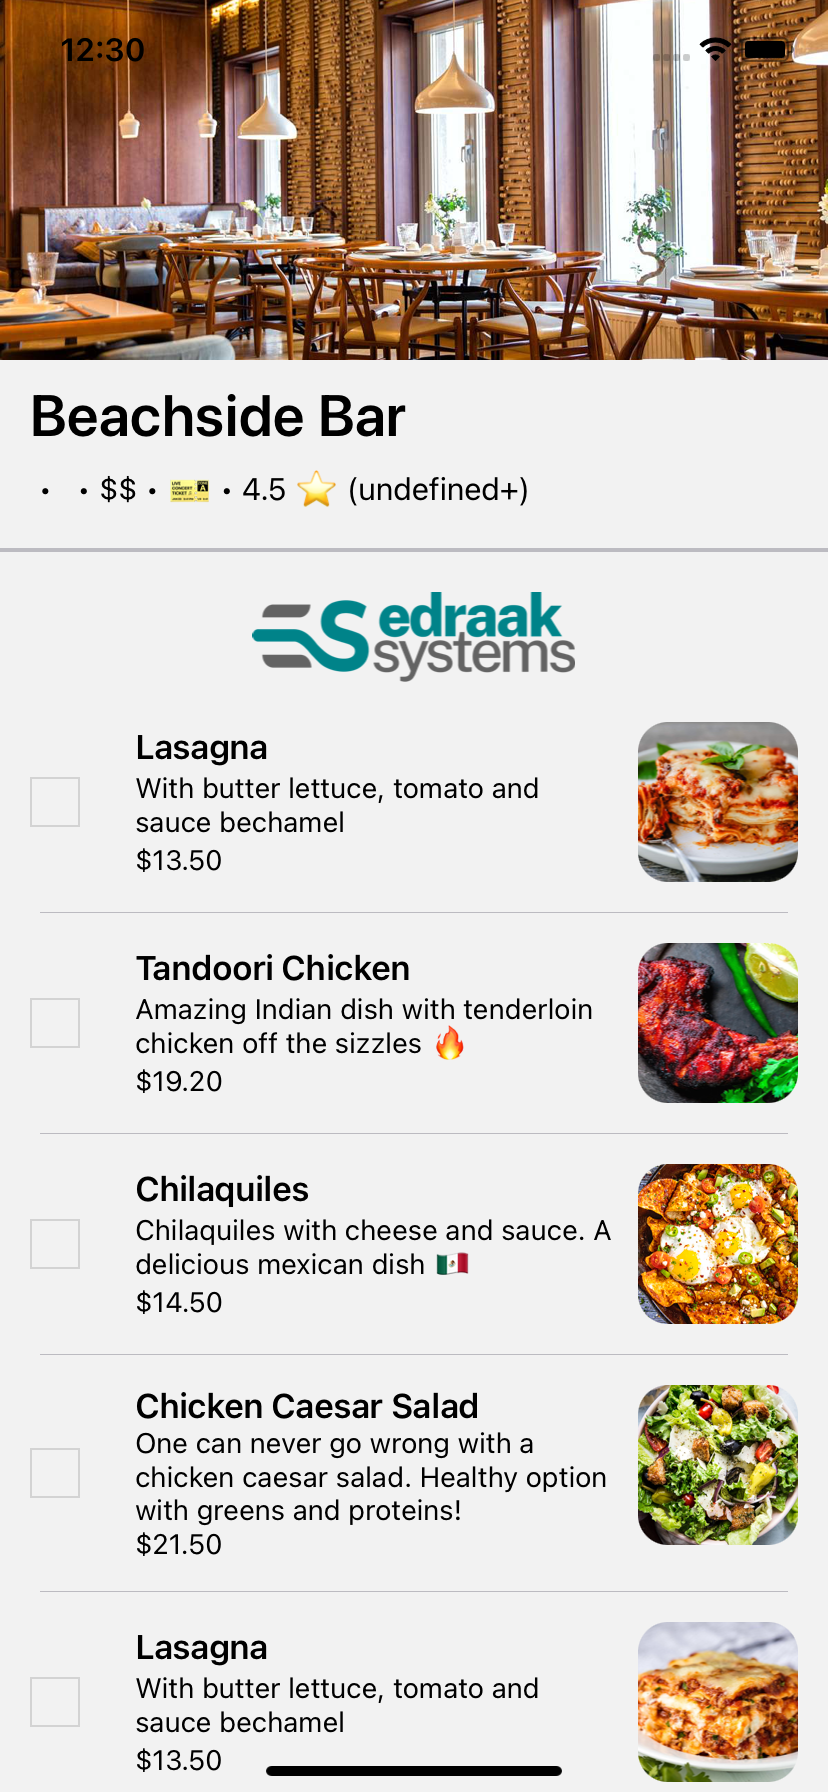 12:30
Beachside Bar
• • $$ • 🎫 • 4.5 ⭐ (undefined+)
edraak
systems
Lasagna
With butter lettuce, tomato and
sauce bechamel
$13.50
Tandoori Chicken
Amazing Indian dish with tenderloin
chicken off the sizzles 🔥
$19.20
Chilaquiles
Chilaquiles with cheese and sauce. A
delicious mexican dish 🇲🇽
$14.50
Chicken Caesar Salad
One can never go wrong with a
chicken caesar salad. Healthy option
with greens and proteins!
$21.50
Lasagna
With butter lettuce, tomato and
sauce bechamel
$13.50